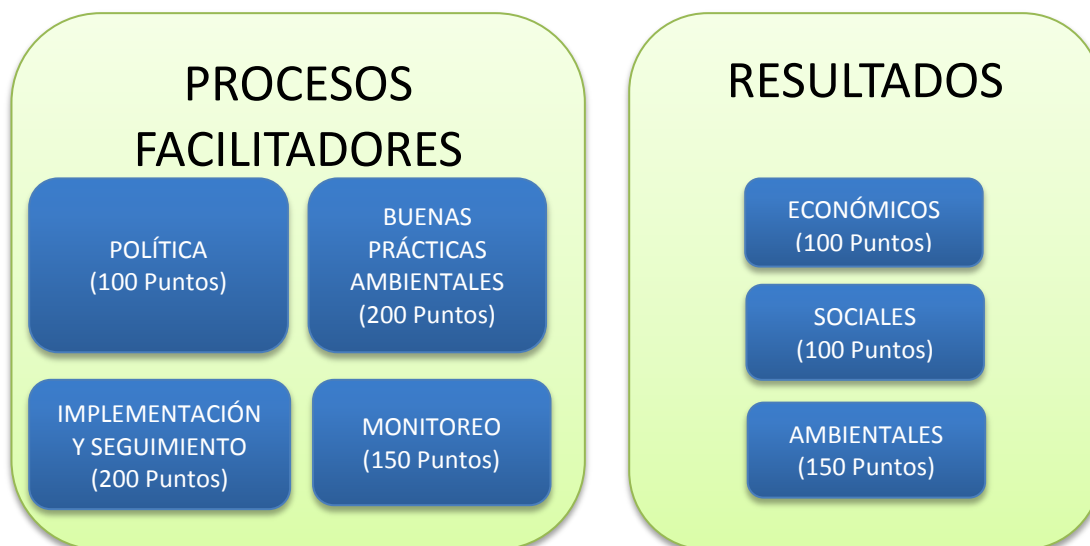 PROCESOS
FACILITADORES
POLÍTICA
(100 Puntos)
BUENAS
PRÁCTICAS
AMBIENTALES
(200 Puntos)
IMPLEMENTACIÓN
Y SEGUIMIENTO
(200 Puntos)
MONITOREO
(150 Puntos)
RESULTADOS
ECONÓMICOS
(100 Puntos)
SOCIALES
(100 Puntos)
AMBIENTALES
(150 Puntos)